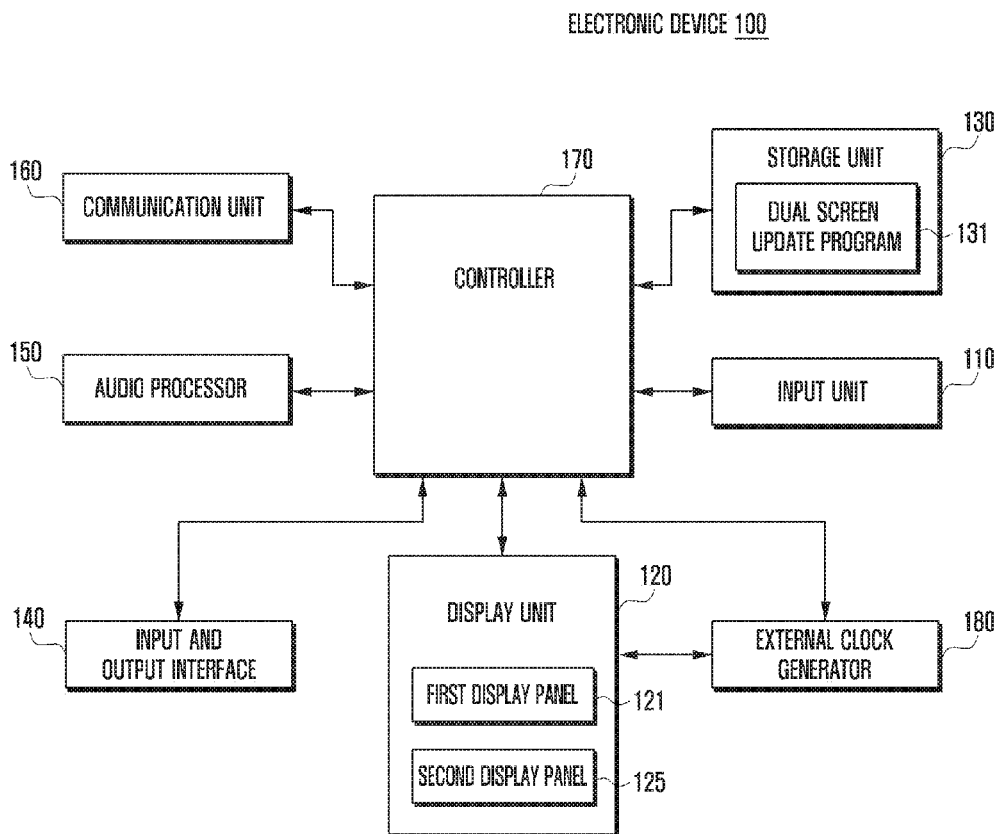 ELECTRONIC DEVICE 100
160
COMMUNICATION UNIT
170
CONTROLLER
130
STORAGE UNIT
DUAL SCREEN
UPDATE PROGRAM
131
150
AUDIO PROCESSOR
110
INPUT UNIT
140
INPUT AND
OUTPUT INTERFACE
120
DISPLAY UNIT
FIRST DISPLAY PANEL
121
SECOND DISPLAY PANEL
125
180
EXTERNAL CLOCK
GENERATOR